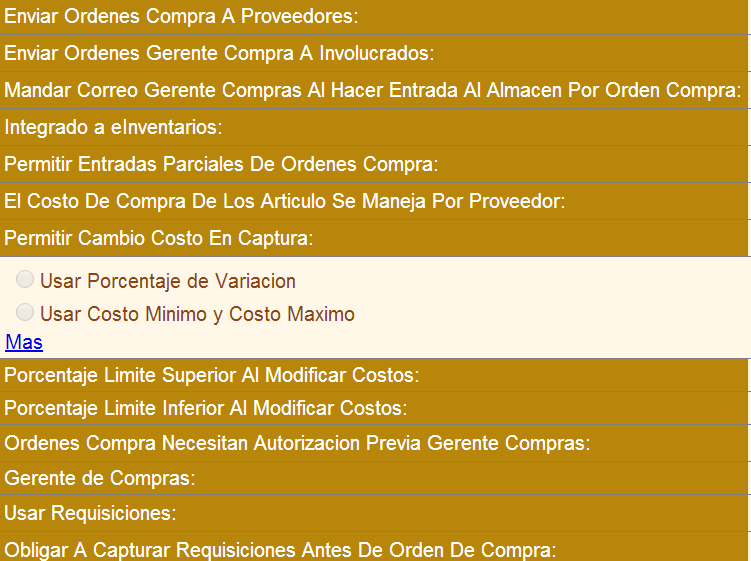 Enviar Ordenes Compra A Proveedores:
Enviar Ordenes Gerente Compra A Involucrados:
Mandar Correo Gerente Compras Al Hacer Entrada Al Almacen Por Orden Compra:
Integrado a eInventarios:
Permitir Entradas Parciales De Ordenes Compra:
El Costo De Compra De Los Articulo Se Maneja Por Proveedor:
Permitir Cambio Costo En Captura:
Usar Porcentaje de Variacion
Usar Costo Minimo y Costo Maximo
Mas
Porcentaje Limite Superior Al Modificar Costos:
Porcentaje Limite Inferior Al Modificar Costos:
Ordenes Compra Necesitan Autorizacion Previa Gerente Compras:
Gerente de Compras:
Usar Requisiciones:
Obligar A Capturar Requisiciones Antes De Orden De Compra: